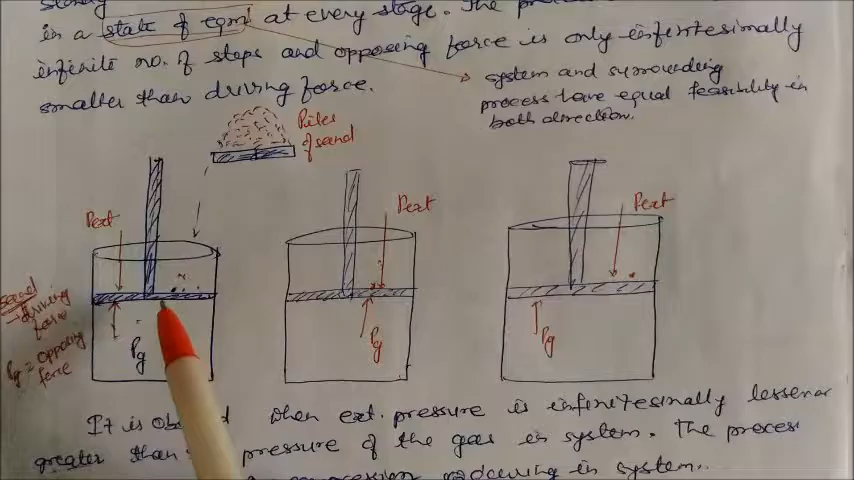 in a state of eqm at every stage. The
infinite no. of steps and opposing force is only infinitesimally
smaller than driving force.
system and surrounding
process have equal feasibility in
both direction.
Piles
of sand
Pext
Pext
Pext
sand
→ driving
force
Pg = opposing
force
Pg
Pg
Pg
It is when ext. pressure is infinitesimally lesser or
greater than pressure of the gas in system. The process
in system.